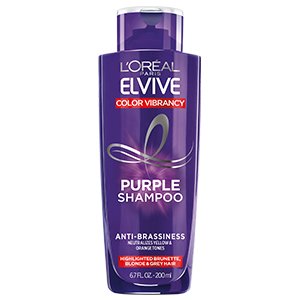 L'ORÉAL
PARIS
ELVIVE
COLOR VIBRANCY
PURPLE
SHAMPOO
ANTI-BRASSINESS
NEUTRALIZES YELLOW &
ORANGE TONES
HIGHLIGHTED BRUNETTE,
BLONDE & GREY HAIR
6.7 FL. OZ. - 200 ml